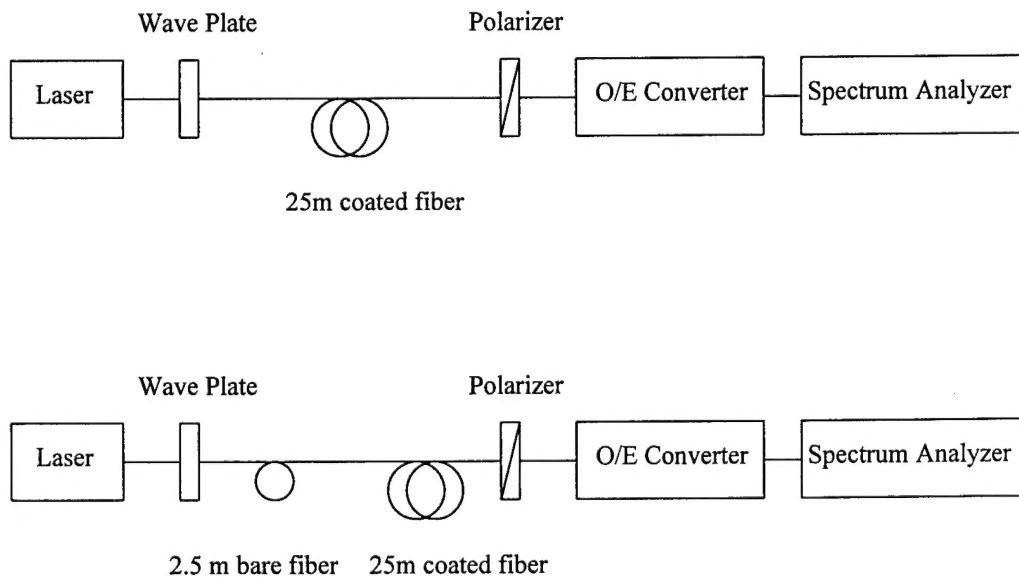 Wave Plate Polarizer
Laser O/E Converter Spectrum Analyzer
25m coated fiber
Wave Plate Polarizer
Laser O/E Converter Spectrum Analyzer
2.5 m bare fiber 25m coated fiber